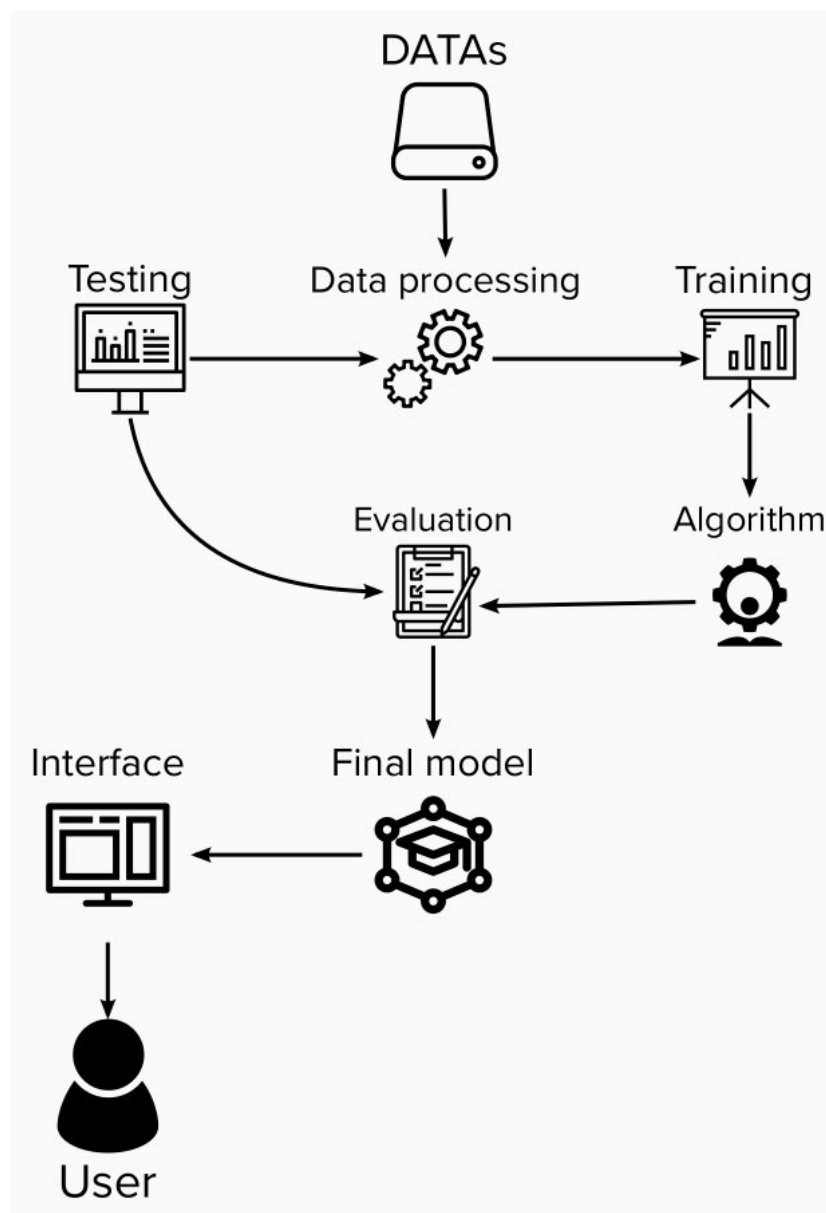 DATAs
Testing
Data processing
Training
Evaluation
Algorithm
Interface
Final model
User